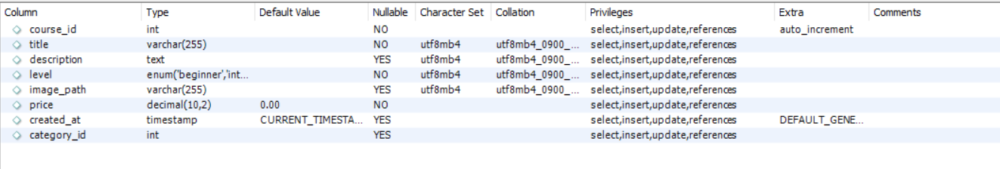 Column Type Default Value Nullable Character Set Collation Privileges Extra Comments
course_id int NO select,insert,update,references auto_increment
title varchar(255) NO utf8mb4 utf8mb4_0900_... select,insert,update,references
description text YES utf8mb4 utf8mb4_0900_... select,insert,update,references
level enum('beginner','int... NO utf8mb4 utf8mb4_0900_... select,insert,update,references
image_path varchar(255) YES utf8mb4 utf8mb4_0900_... select,insert,update,references
price decimal(10,2) 0.00 NO select,insert,update,references
created_at timestamp CURRENT_TIMESTA... YES select,insert,update,references DEFAULT_GENE...
category_id int YES select,insert,update,references